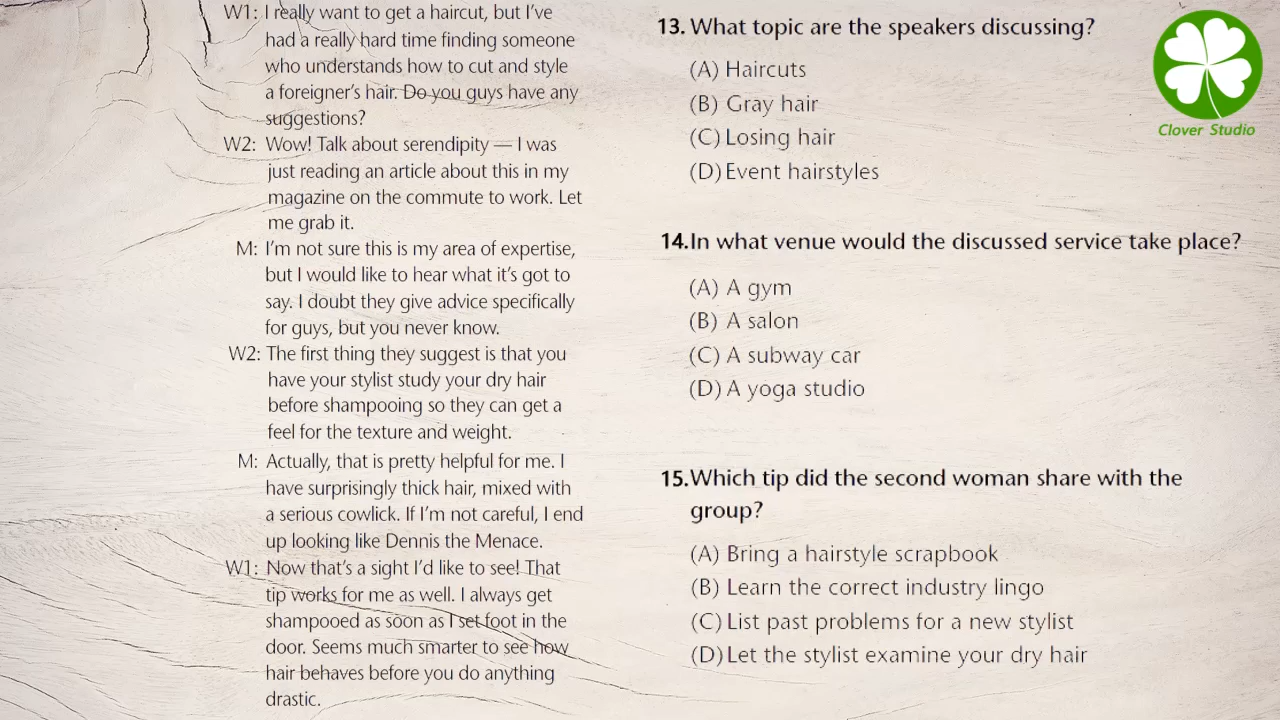 W1: I really want to get a haircut, but I've
had a really hard time finding someone
who understands how to cut and style
a foreigner's hair. Do you guys have any
suggestions?
W2: Wow! Talk about serendipity — I was
just reading an article about this in my
magazine on the commute to work. Let
me grab it.
M: I'm not sure this is my area of expertise,
but I would like to hear what it's got to
say. I doubt they give advice specifically
for guys, but you never know.
W2: The first thing they suggest is that you
have your stylist study your dry hair
before shampooing so they can get a
feel for the texture and weight.
M: Actually, that is pretty helpful for me. I
have surprisingly thick hair, mixed with
a serious cowlick. If I'm not careful, I end
up looking like Dennis the Menace.
W1: Now that's a sight I'd like to see! That
tip works for me as well. I always get
shampooed as soon as I set foot in the
door. Seems much smarter to see how
hair behaves before you do anything
drastic.
13. What topic are the speakers discussing?
(A) Haircuts
(B) Gray hair
(C) Losing hair
(D) Event hairstyles
14. In what venue would the discussed service take place?
(A) A gym
(B) A salon
(C) A subway car
(D) A yoga studio
15. Which tip did the second woman share with the
group?
(A) Bring a hairstyle scrapbook
(B) Learn the correct industry lingo
(C) List past problems for a new stylist
(D) Let the stylist examine your dry hair
Clover Studio